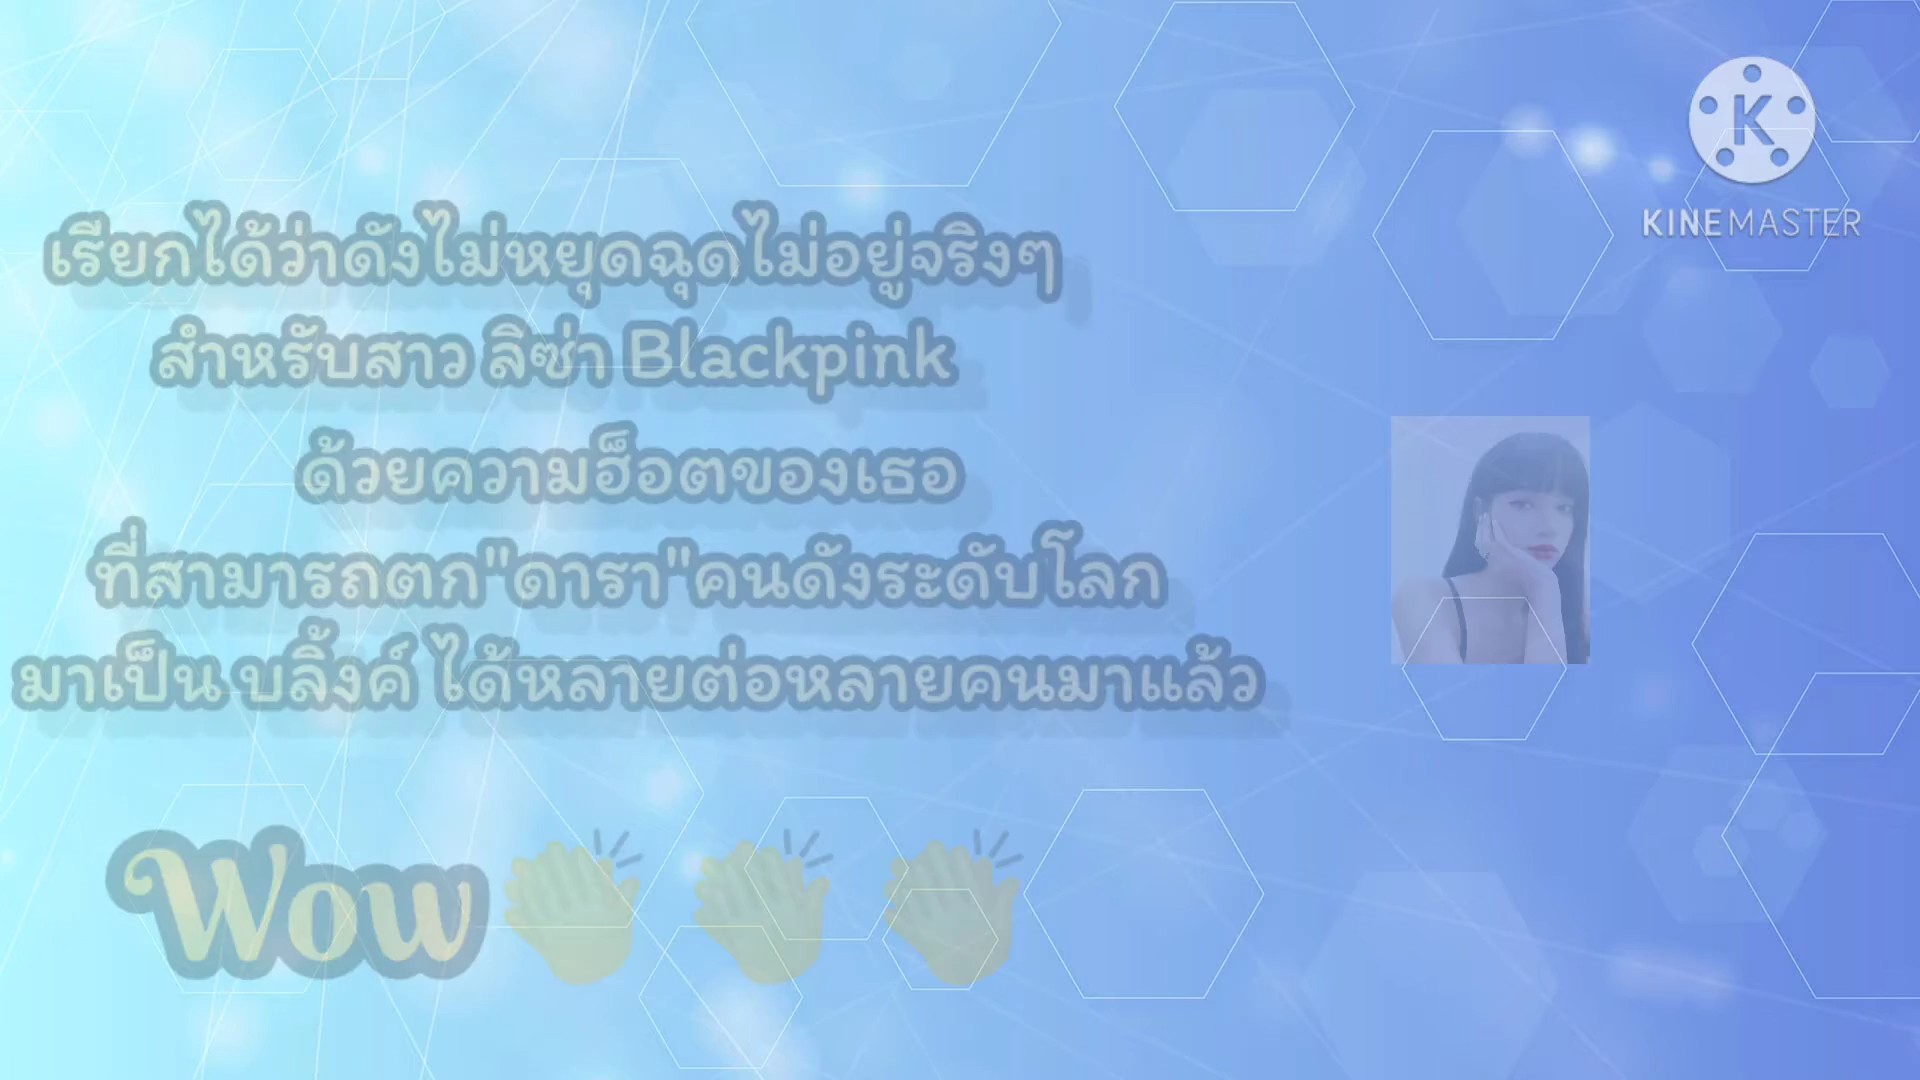 เรียกได้ว่าดังไม่หยุดฉุดไม่อยู่จริงๆ
สำหรับสาว ลิซ่า Blackpink
ด้วยความฮ็อตของเธอ
ที่สามารถตก"ดารา"คนดังระดับโลก
มาเป็น บลิ้งค์ ได้หลายต่อหลายคนมาแล้ว
Wow👏 👏 👏
K
KINEMASTER